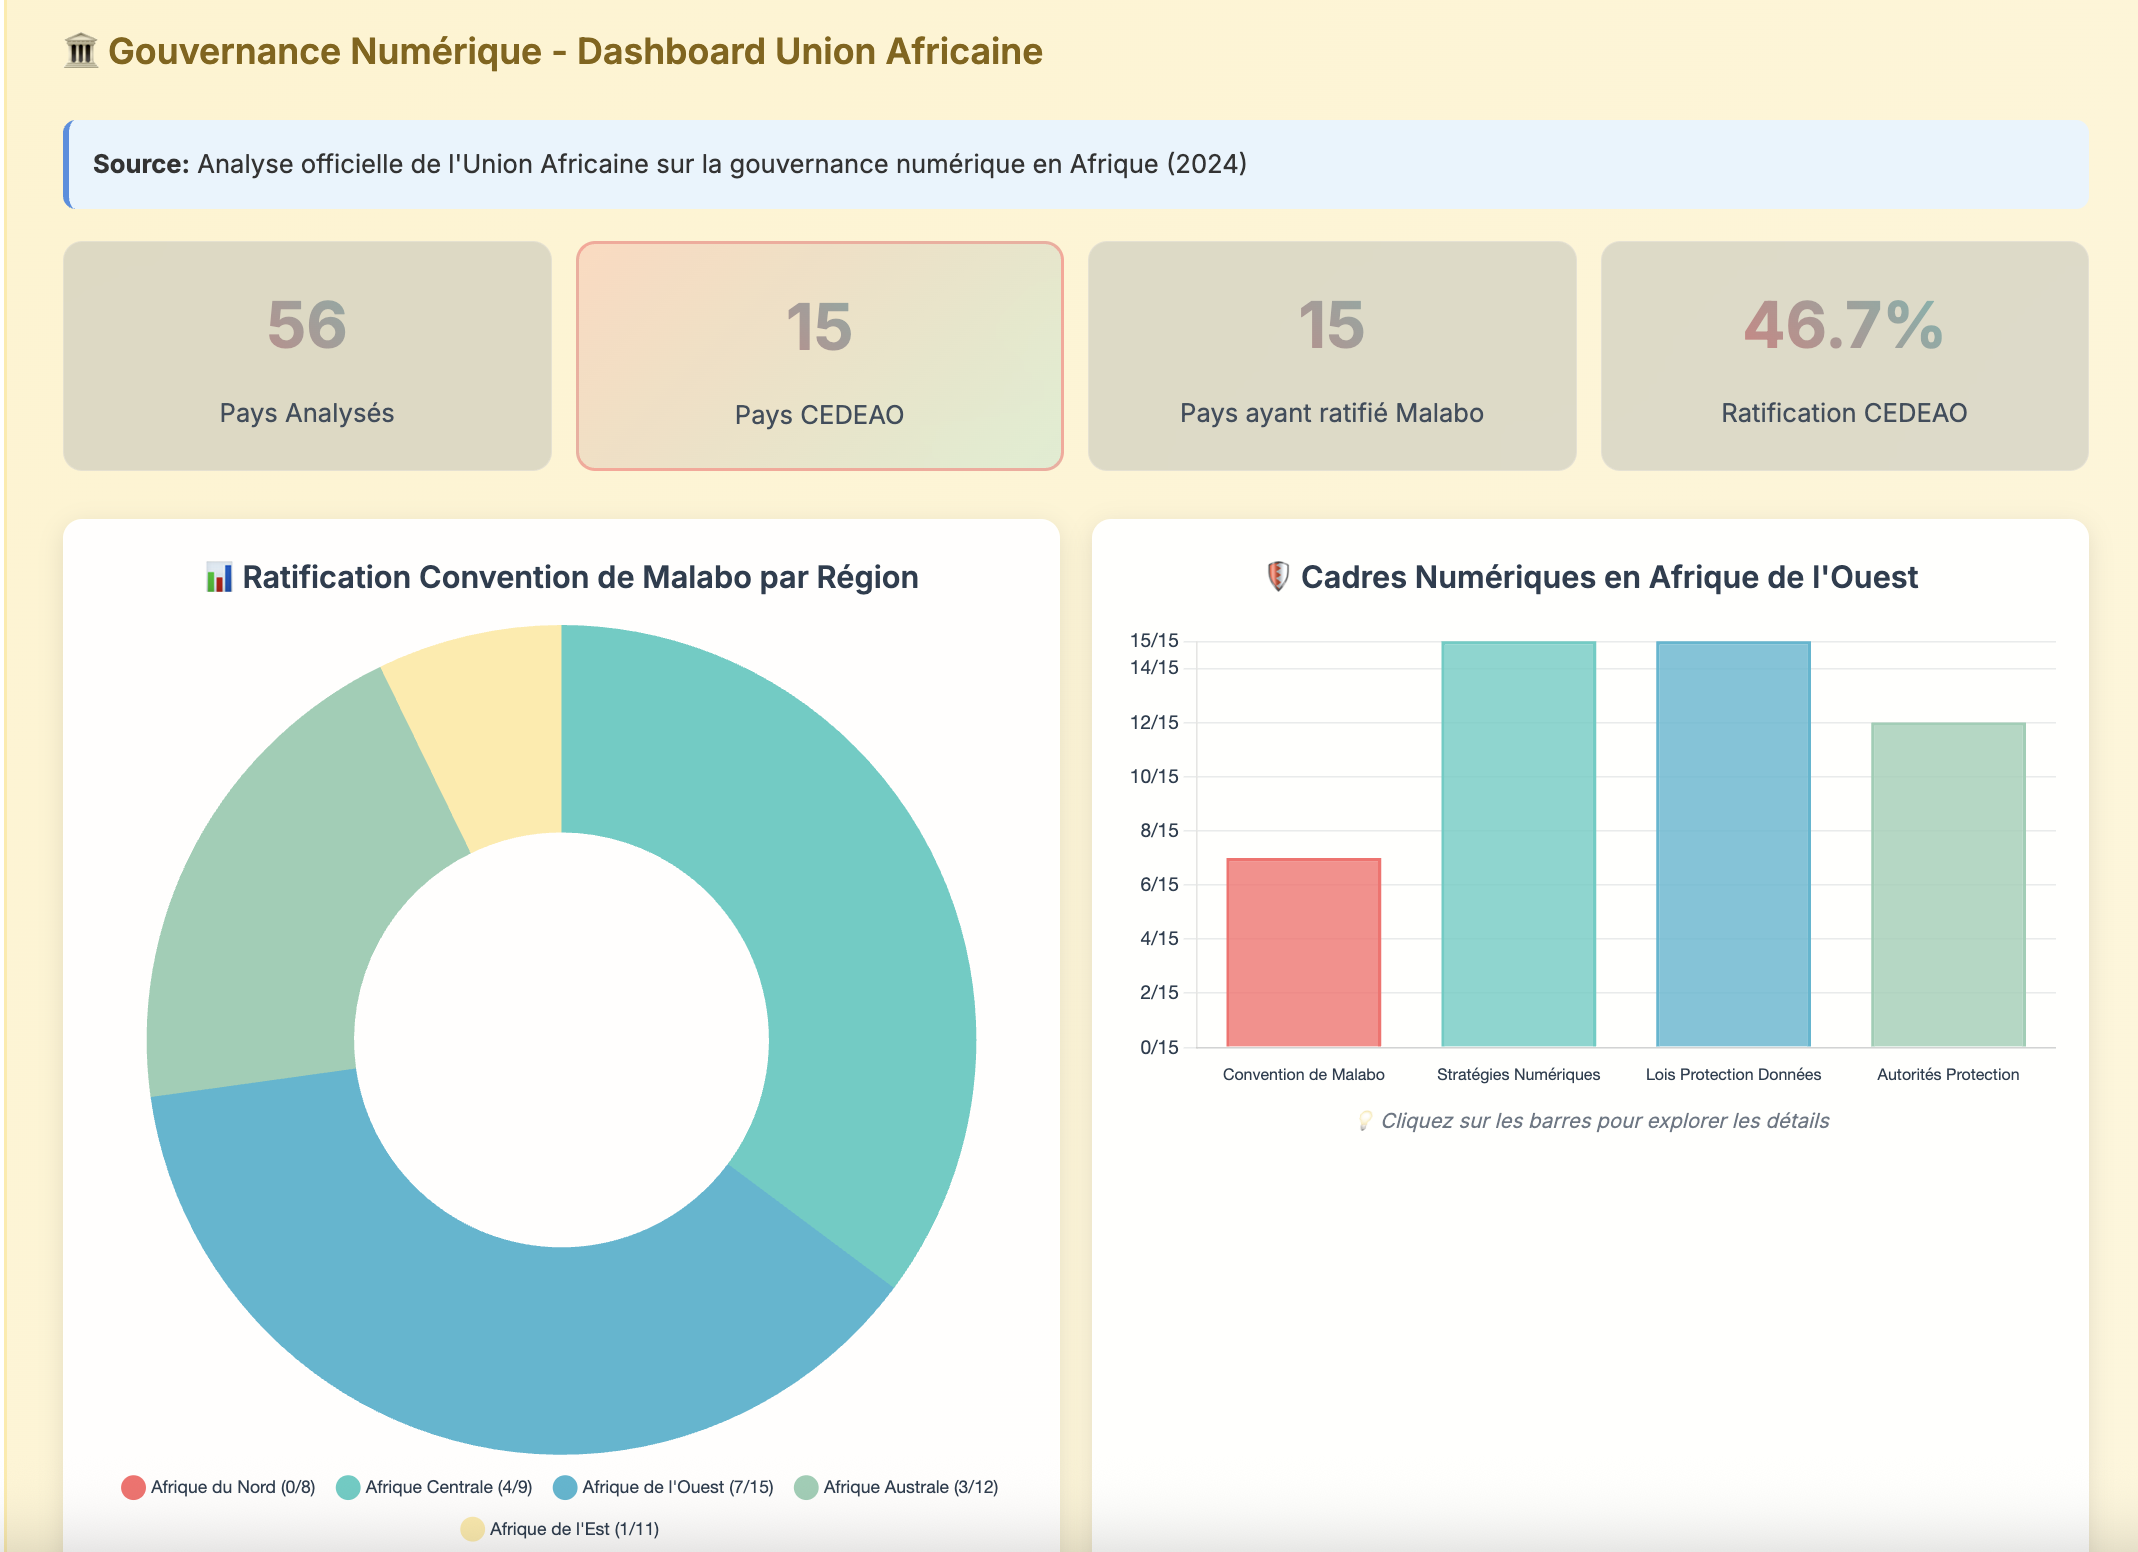 Gouvernance Numérique - Dashboard Union Africaine
Source: Analyse officielle de l'Union Africaine sur la gouvernance numérique en Afrique (2024)
56
Pays Analysés
15
Pays CEDEAO
15
Pays ayant ratifié Malabo
46.7%
Ratification CEDEAO
Ratification Convention de Malabo par Région
Afrique du Nord (0/8)
Afrique Centrale (4/9)
Afrique de l'Ouest (7/15)
Afrique Australe (3/12)
Afrique de l'Est (1/11)
Cadres Numériques en Afrique de l'Ouest
15/15
14/15
12/15
10/15
8/15
6/15
4/15
2/15
0/15
Convention de Malabo
Stratégies Numériques
Lois Protection Données
Autorités Protection
Cliquez sur les barres pour explorer les détails